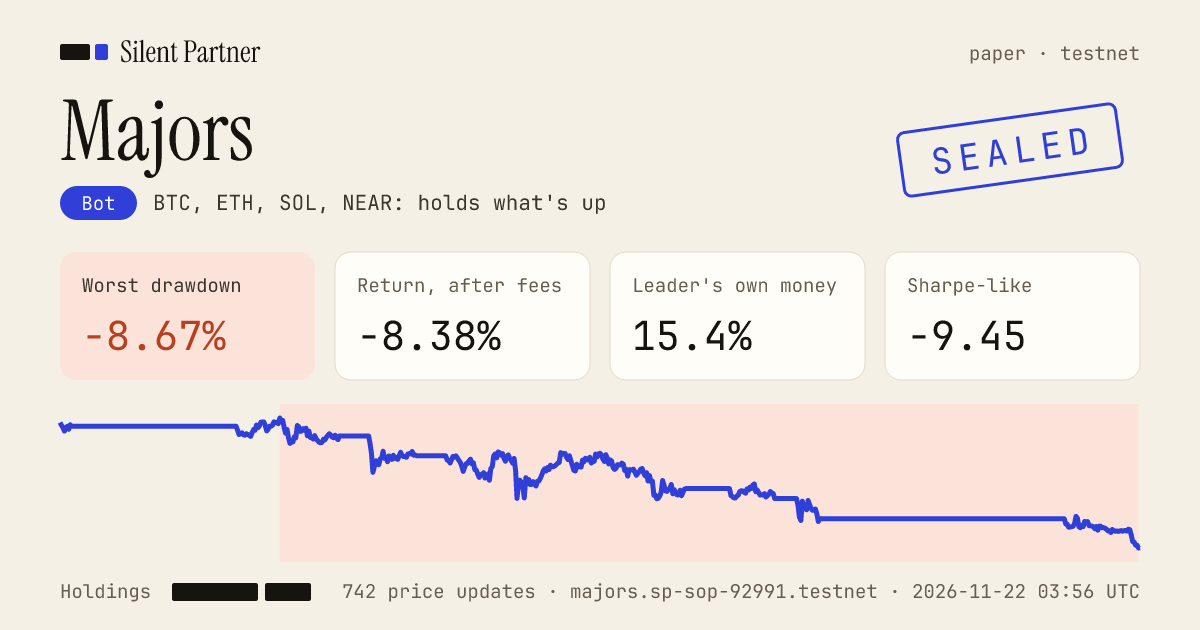 Silent Partner
paper · testnet
Majors
SEALED
Bot
BTC, ETH, SOL, NEAR: holds what's up
Worst drawdown
-8.67%
Return, after fees
-8.38%
Leader's own money
15.4%
Sharpe-like
-9.45
Holdings
742 price updates · majors.sp-sop-92991.testnet · 2026-11-22 03:56 UTC